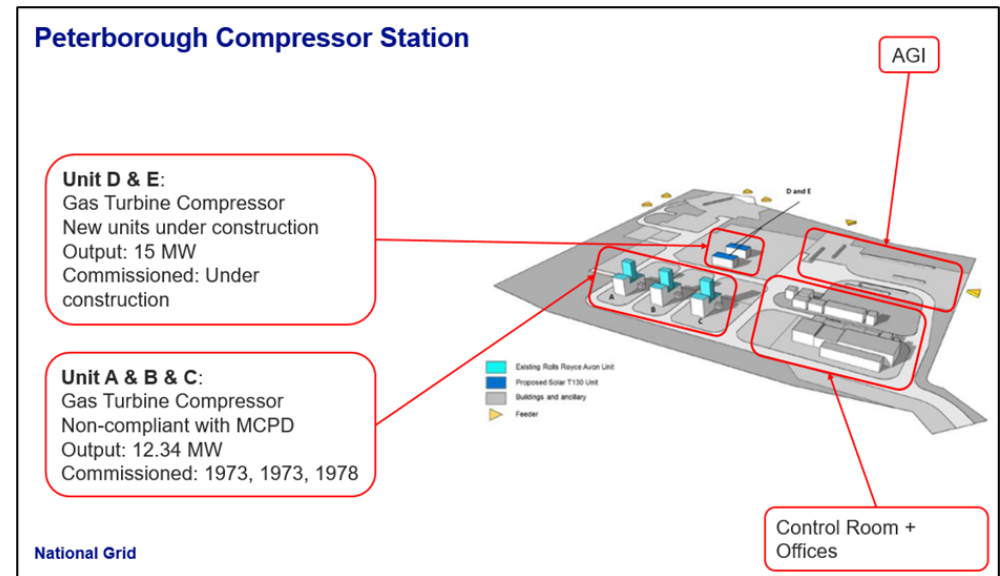 Peterborough Compressor Station
AGI
Unit D & E:
Gas Turbine Compressor
New units under construction
Output: 15 MW
Commissioned: Under
construction
D and E
A
B
C
Unit A & B & C:
Gas Turbine Compressor
Non-compliant with MCPD
Output: 12.34 MW
Commissioned: 1973, 1973, 1978
Existing Rolls Royce Avon Unit
Proposed Solar T130 Unit
Buildings and ancillary
Feeder
Control Room +
Offices
National Grid